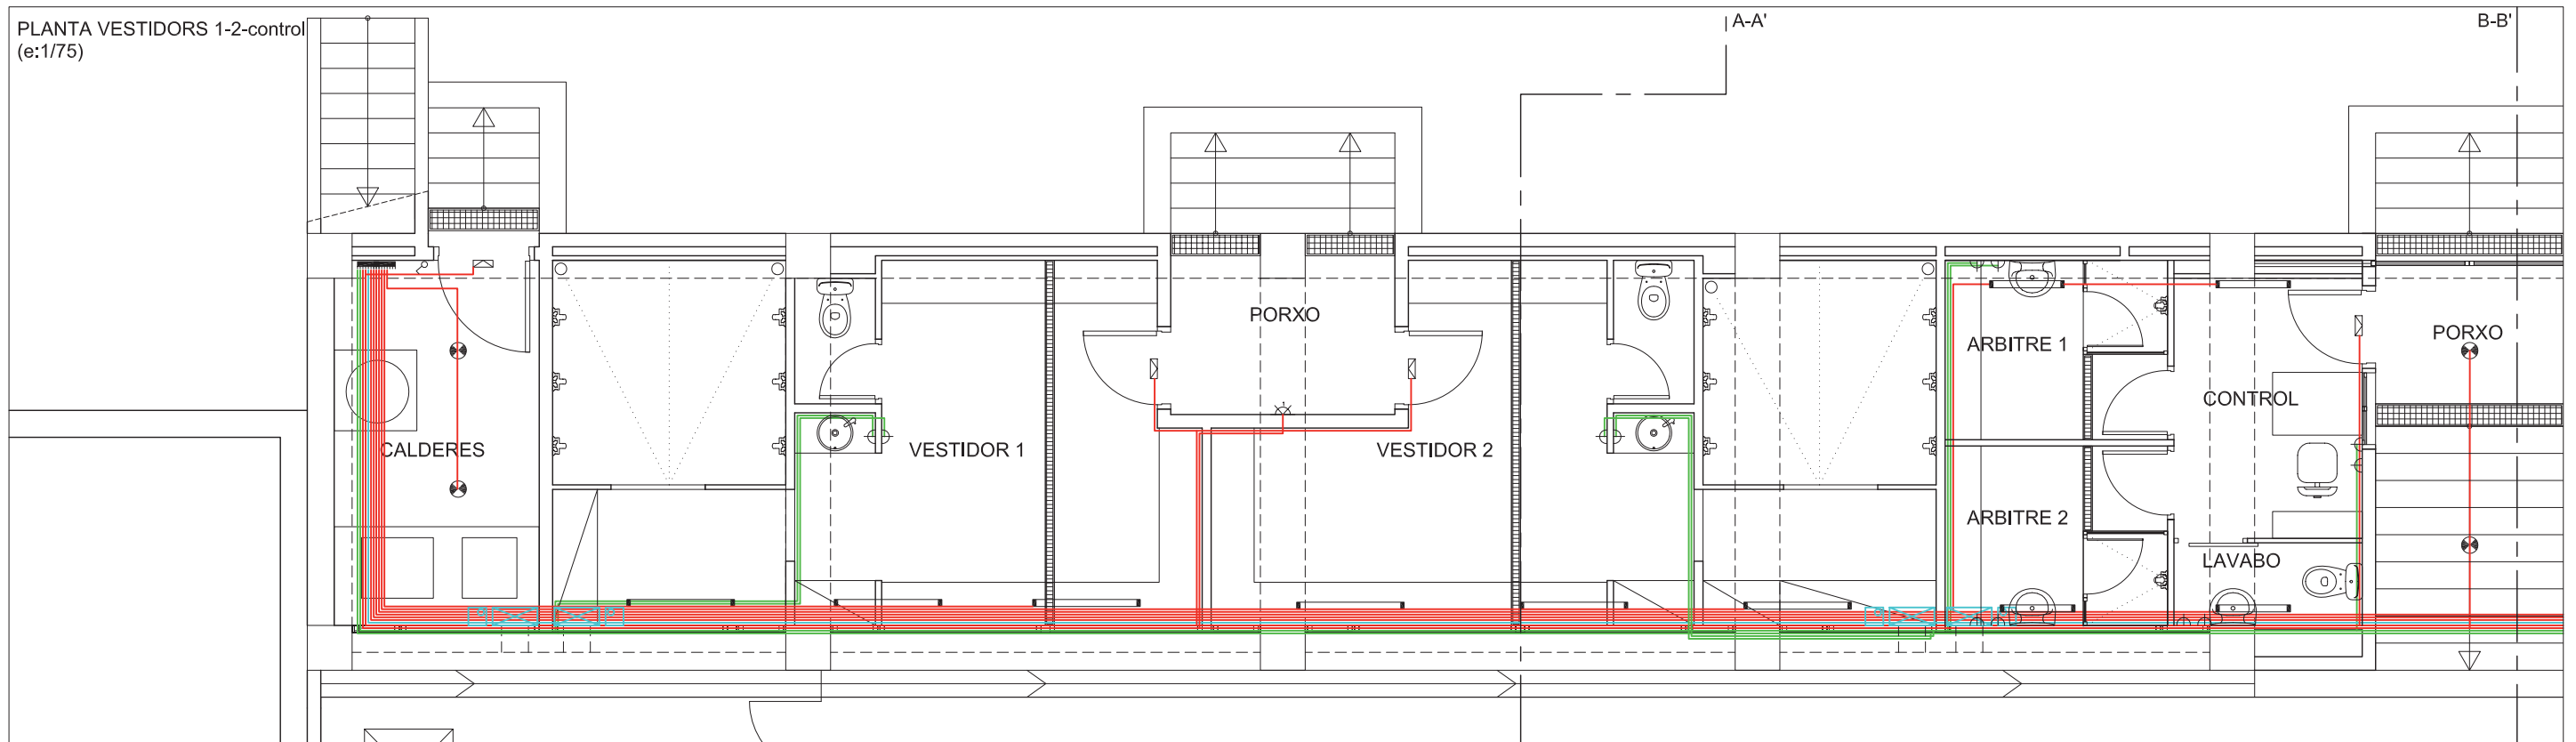 PLANTA VESTIDORS 1-2-control
(e:1/75)
A-A'
B-B'
PORXO
PORXO
ARBITRE 1
CONTROL
CALDERES
VESTIDOR 1
VESTIDOR 2
ARBITRE 2
LAVABO